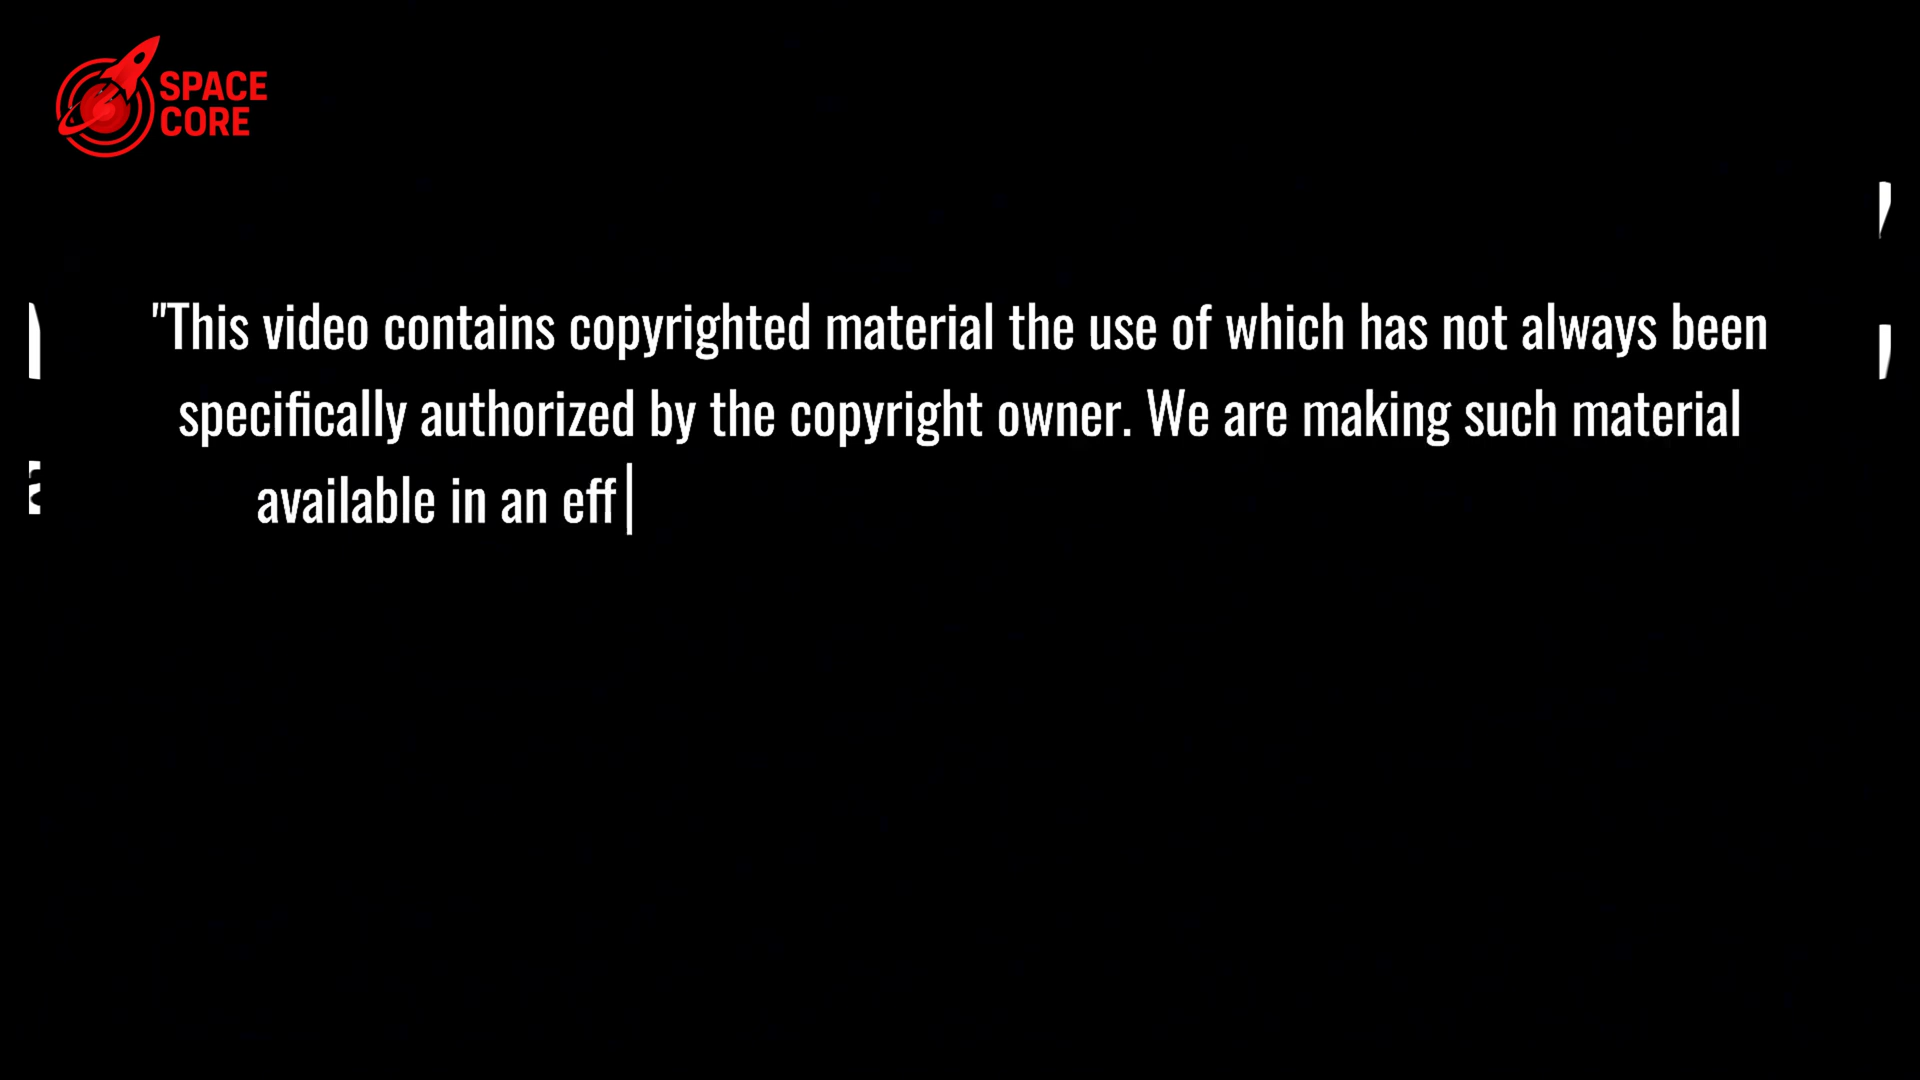 SPACE
CORE
"This video contains copyrighted material the use of which has not always been
specifically authorized by the copyright owner. We are making such material
available in an eff